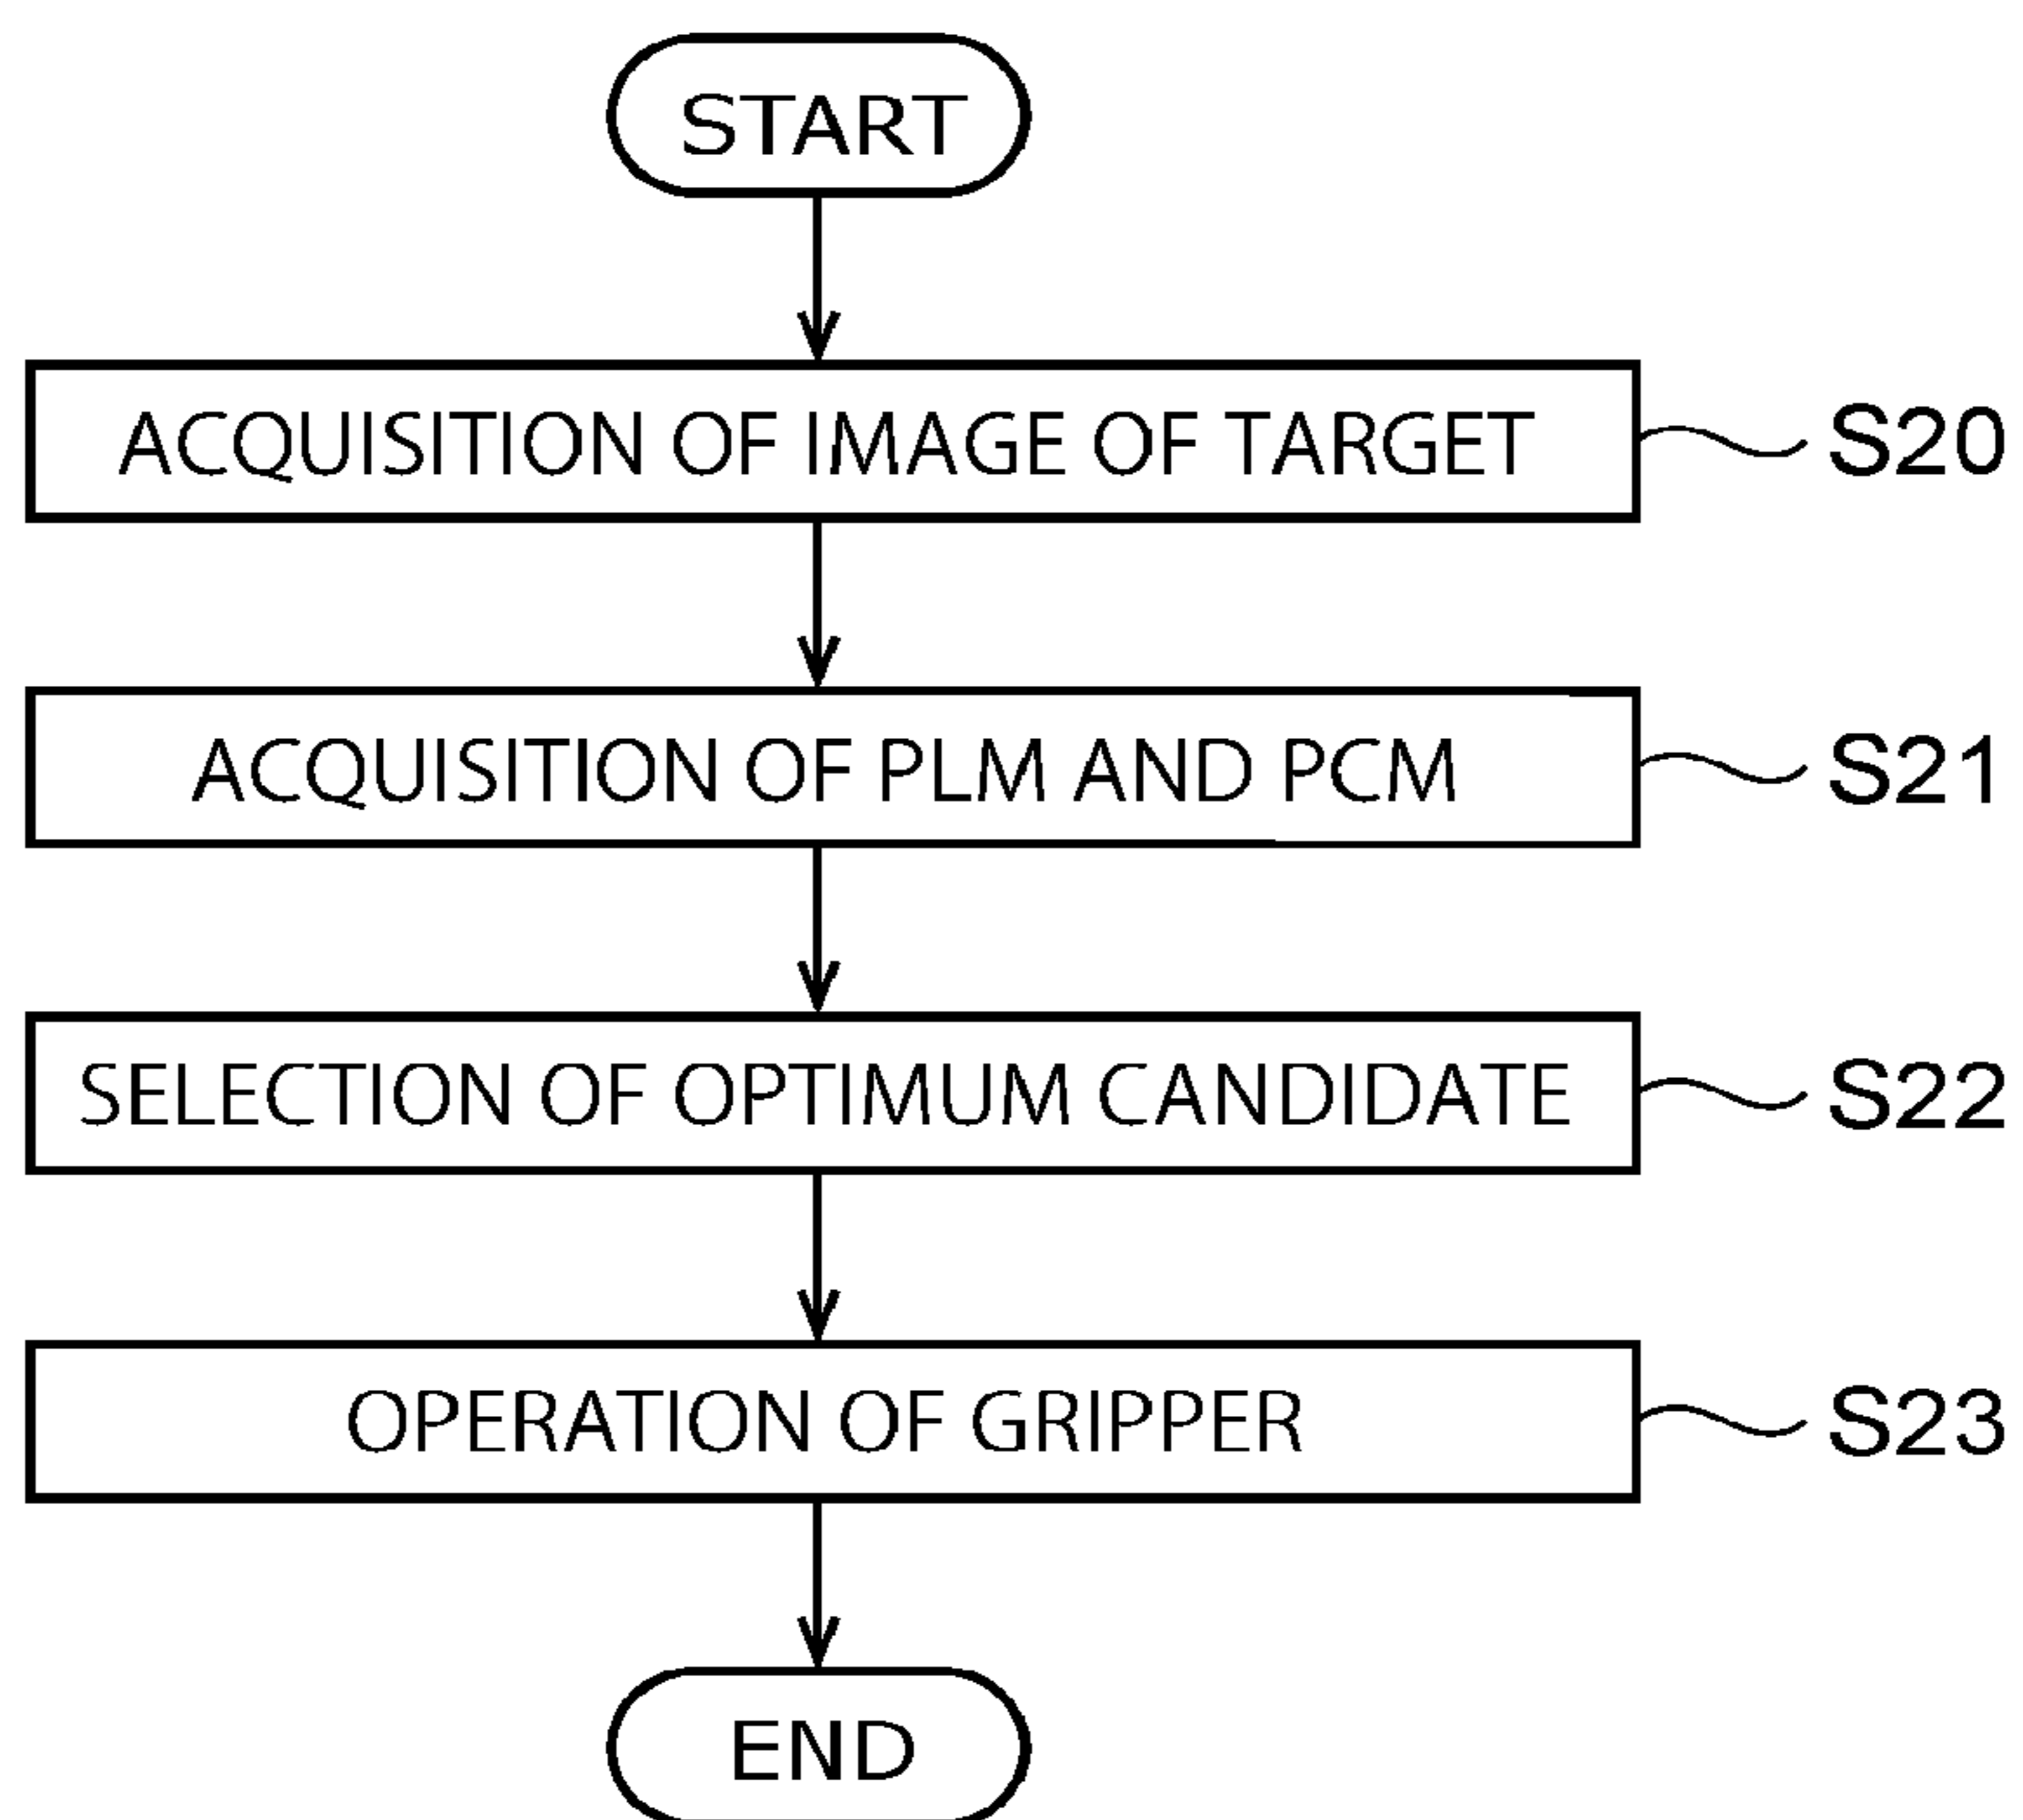 START
ACQUISITION OF IMAGE OF TARGET S20
ACQUISITION OF PLM AND PCM S21
SELECTION OF OPTIMUM CANDIDATE S22
OPERATION OF GRIPPER S23
END